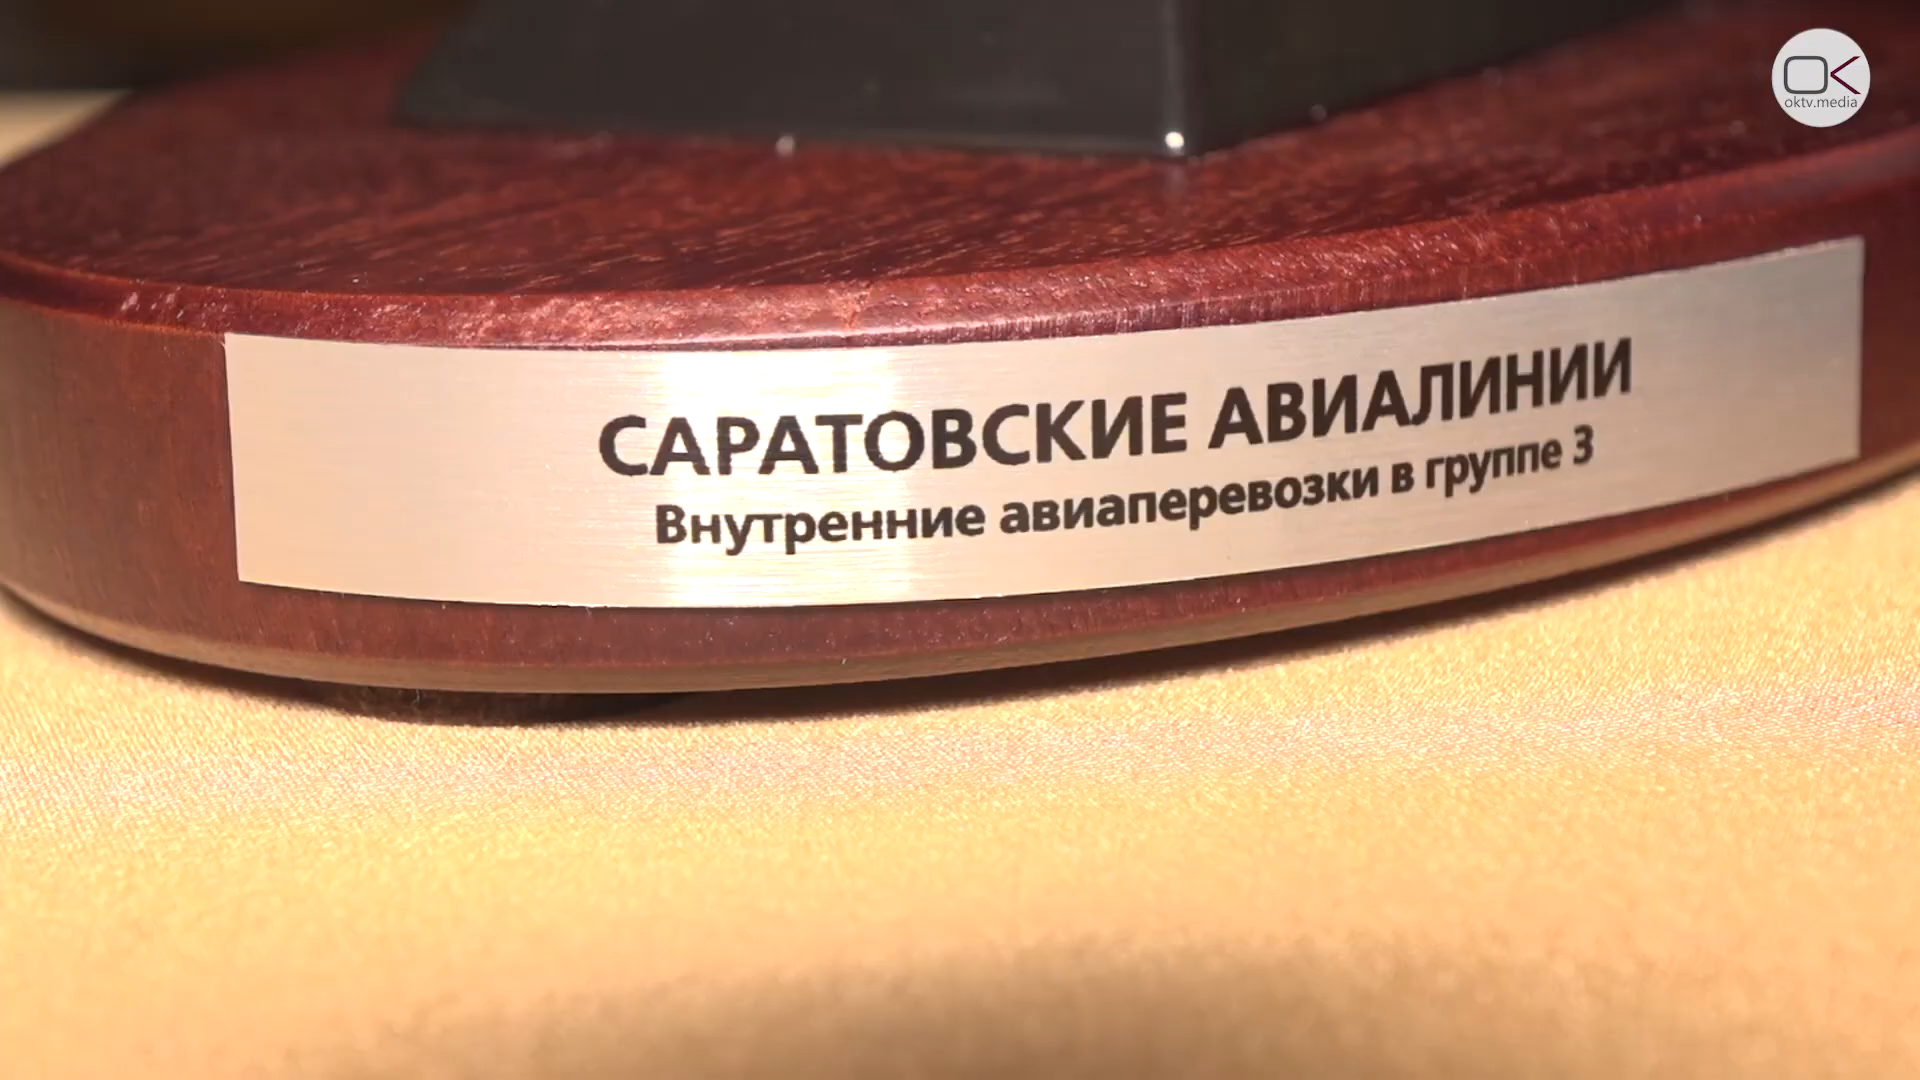 OK
oktv.media
САРАТОВСКИЕ АВИАЛИНИИ
Внутренние авиаперевозки в группе 3